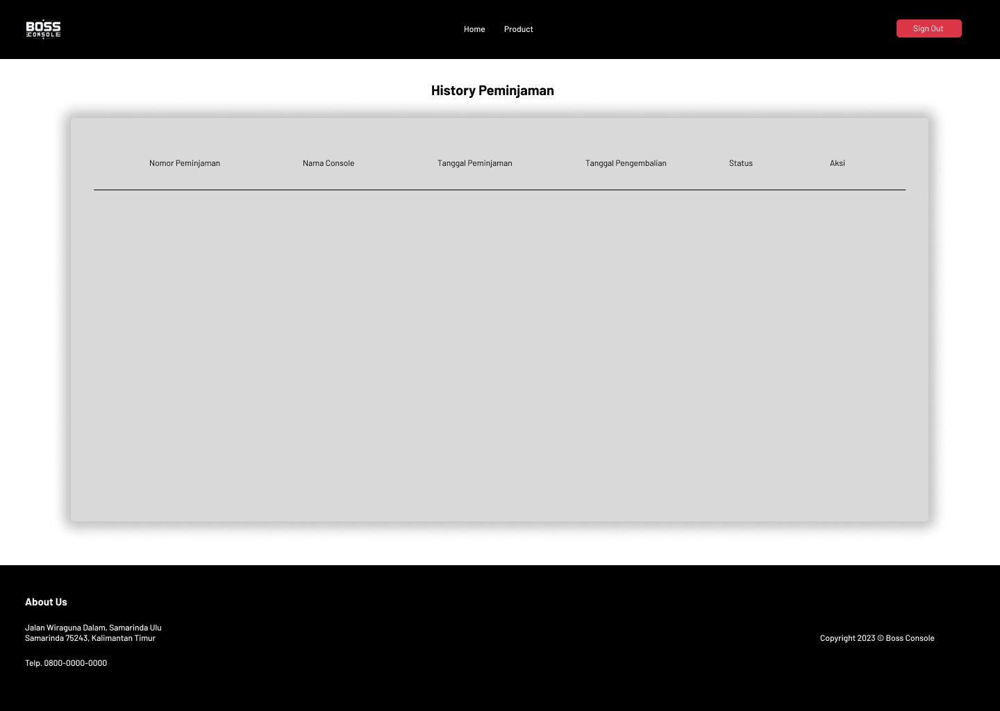 BOSS
CONSOLE
Home Product
Sign Out
History Peminjaman
Nomor Peminjaman Nama Console Tanggal Peminjaman Tanggal Pengembalian Status Aksi
About Us
Jalan Wiraguna Dalam, Samarinda Ulu
Samarinda 75243, Kalimantan Timur
Telp. 0800-0000-0000
Copyright 2023 © Boss Console